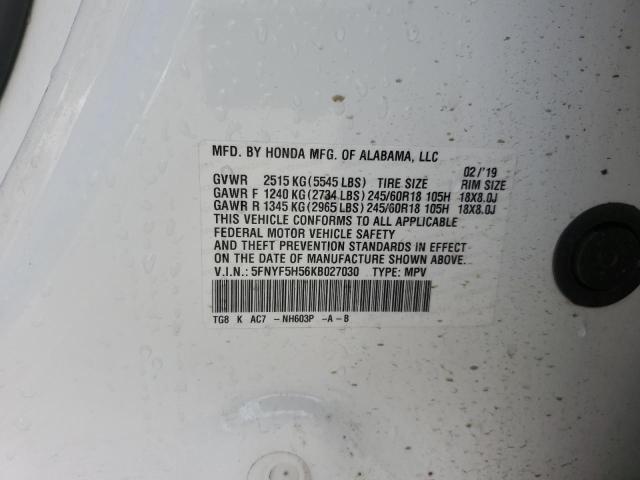 MFD. BY HONDA MFG. OF ALABAMA, LLC
02/'19
GVWR 2515 KG(5545 LBS) TIRE SIZE RIM SIZE
GAWR F 1240 KG(2734 LBS)245/60R18 105H 18X8.0J
GAWR R 1345 KG(2965 LBS)245/60R18 105H 18X8.0J
THIS VEHICLE CONFORMS TO ALL APPLICABLE
FEDERAL MOTOR VEHICLE SAFETY
AND THEFT PREVENTION STANDARDS IN EFFECT
ON THE DATE OF MANUFACTURE SHOWN ABOVE.
V.I.N.: 5FNYF5H56KB027030 TYPE: MPV
TG8 K AC7 -NH603P -A-B